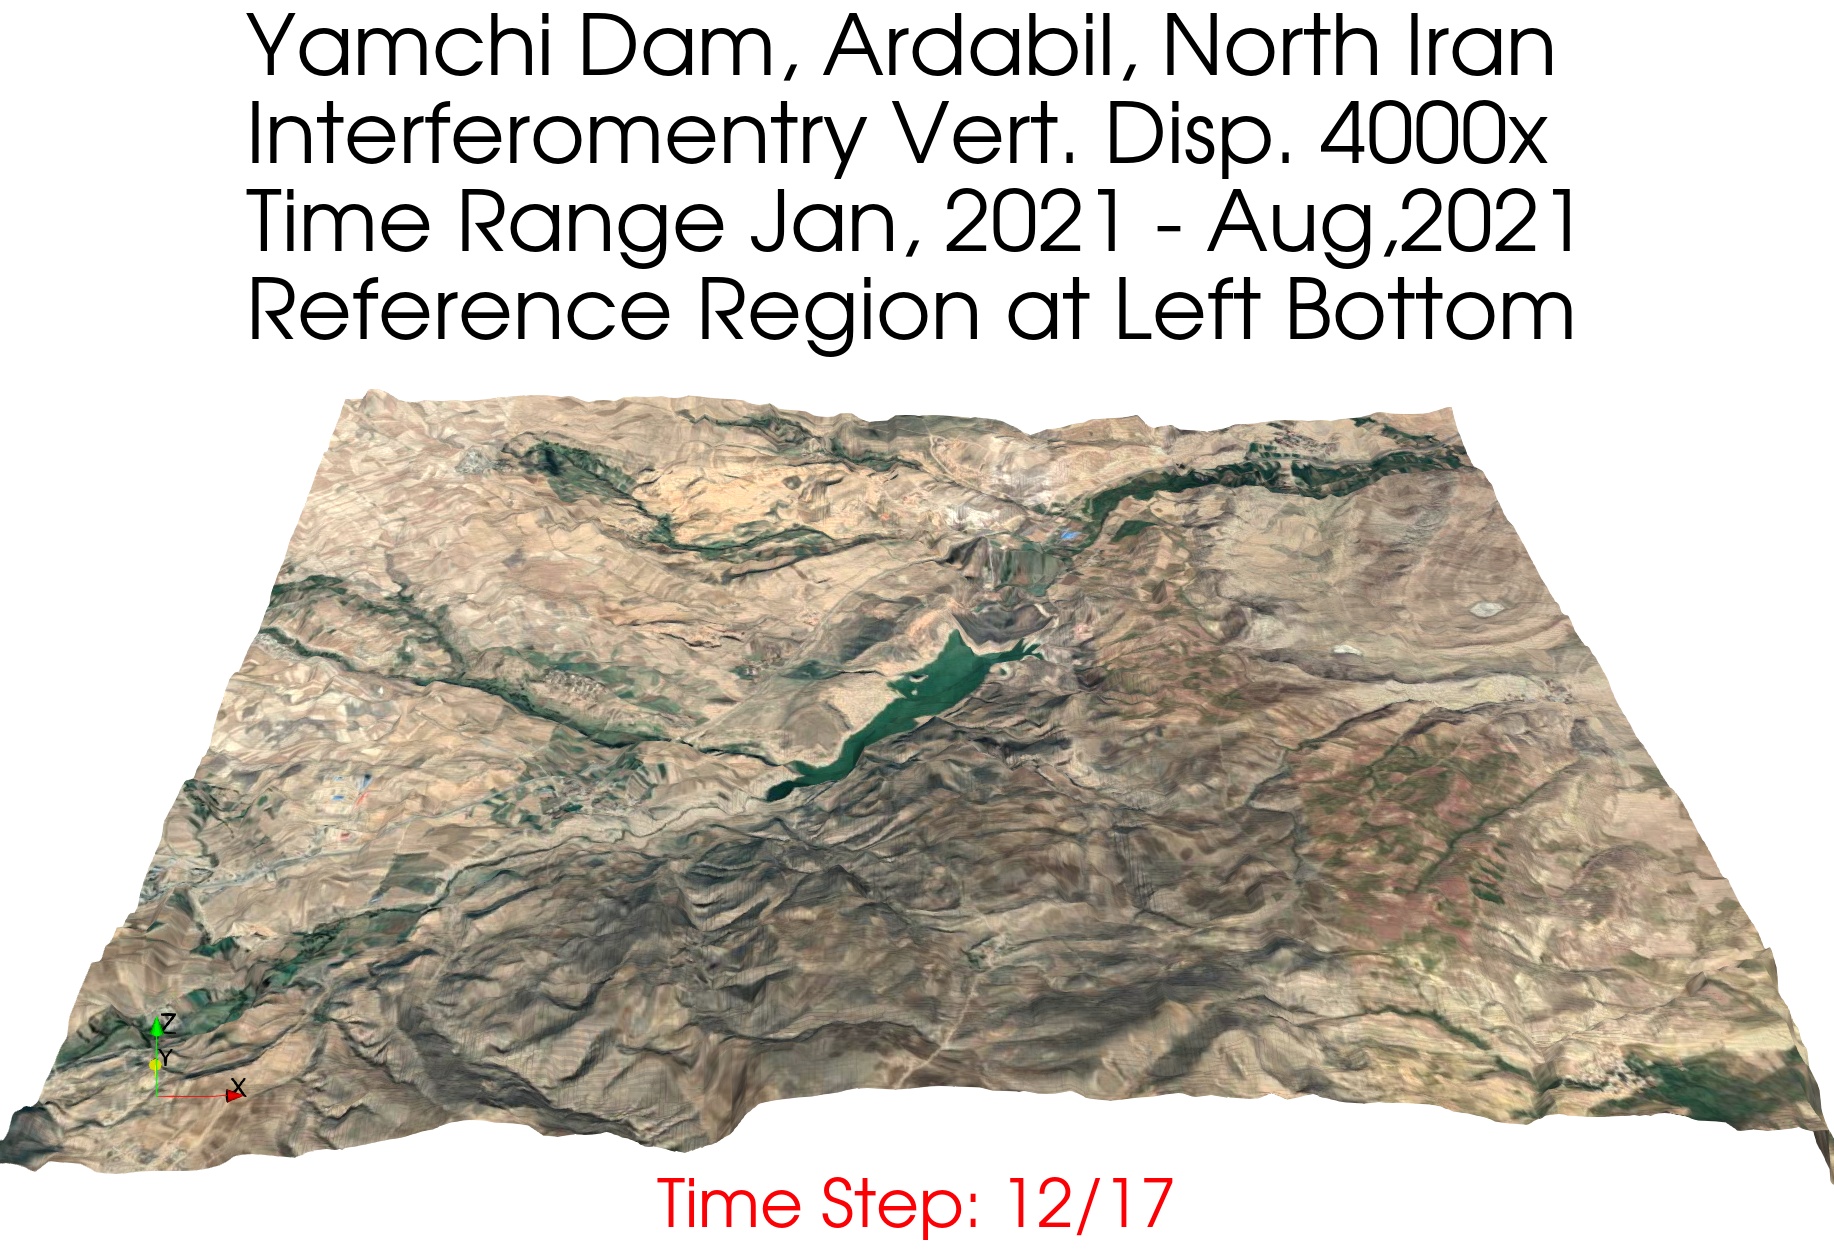 Yamchi Dam, Ardabil, North Iran
Interferomentry Vert. Disp. 4000x
Time Range Jan, 2021 - Aug,2021
Reference Region at Left Bottom
Z
Y
X
Time Step: 12/17